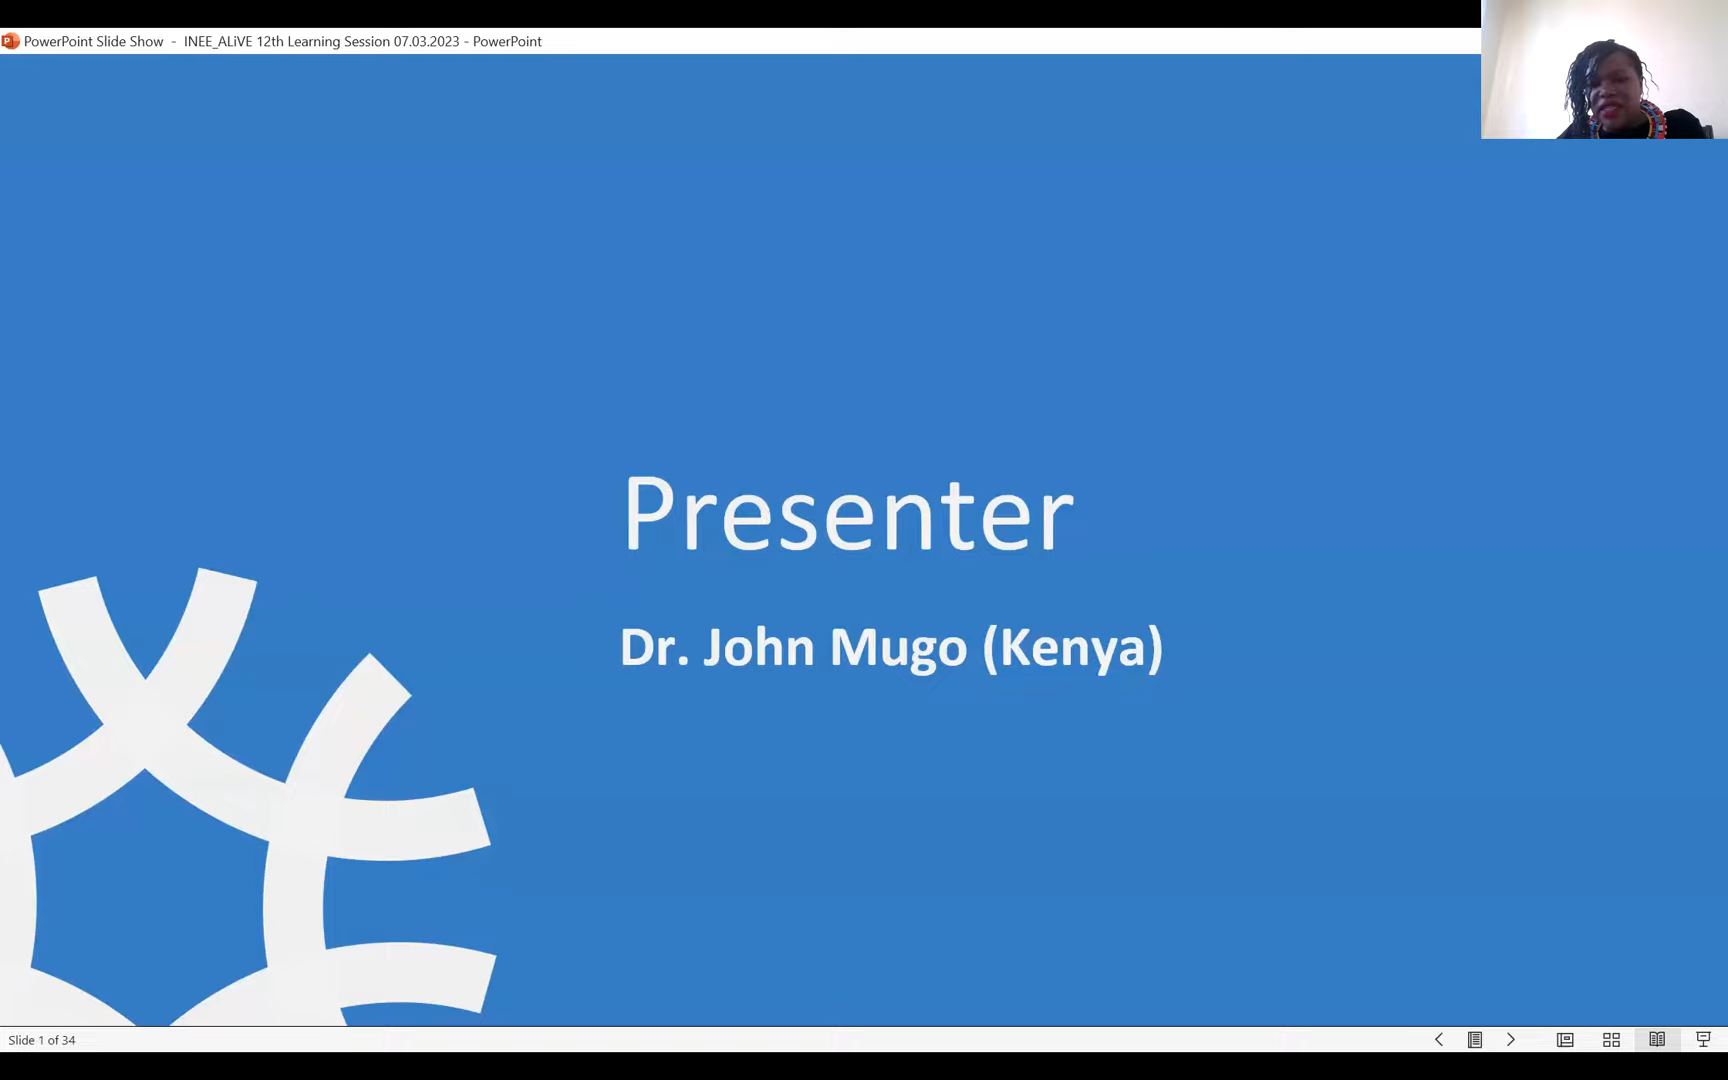 PowerPoint Slide Show - INEE_ALiVE 12th Learning Session 07.03.2023 - PowerPoint
Presenter
Dr. John Mugo (Kenya)
Slide 1 of 34